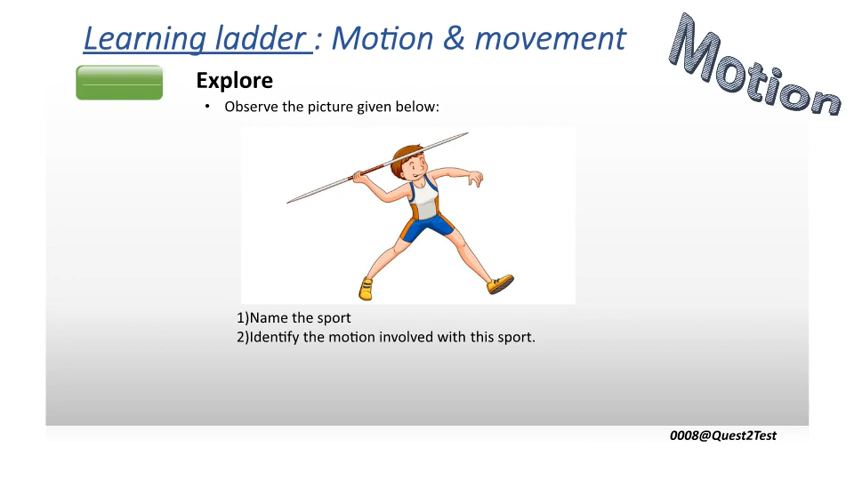 Learning ladder : Motion & movement
Motion
Explore
• Observe the picture given below:
1)Name the sport
2)Identify the motion involved with this sport.
0008@Quest2Test